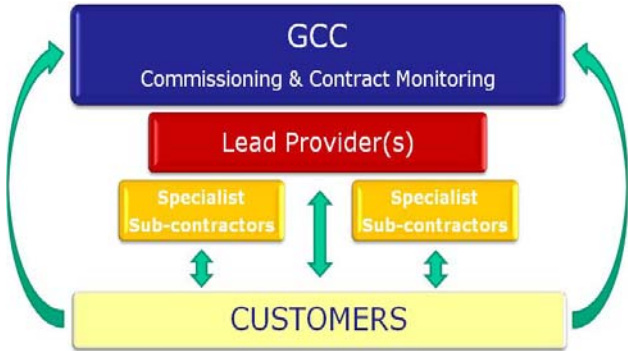 GCC
Commissioning & Contract Monitoring
Lead Provider(s)
Specialist
Sub-contractors
Specialist
Sub-contractors
CUSTOMERS